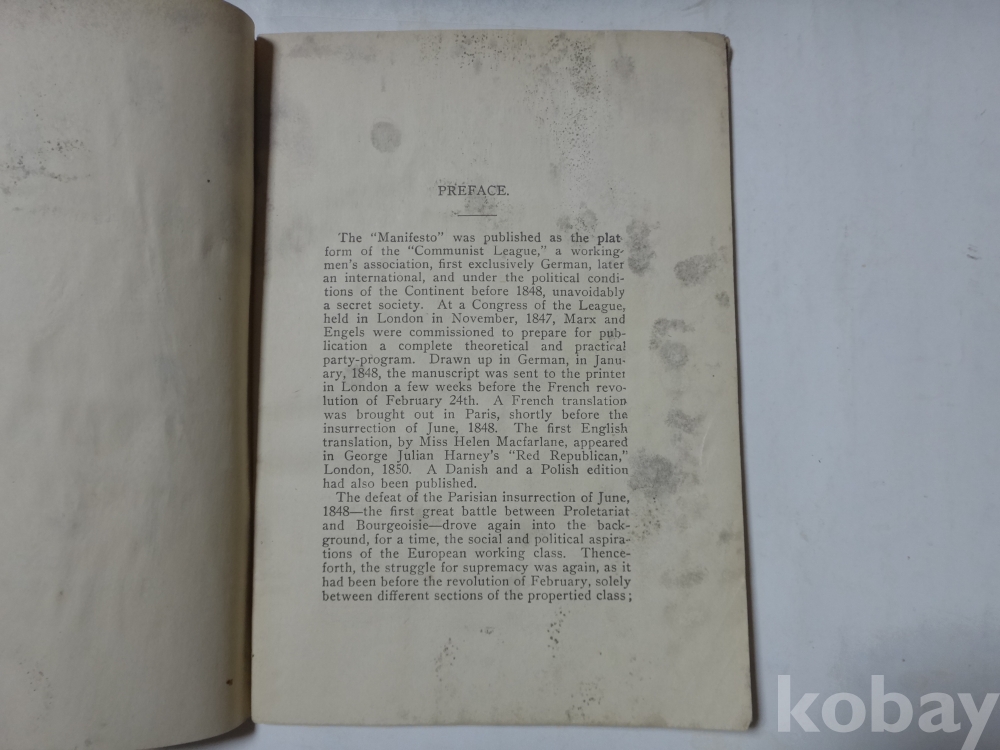 PREFACE.
The "Manifesto" was published as the plat-
form of the "Communist League," a working-
men's association, first exclusively German, later
an international, and under the political condi-
tions of the Continent before 1848, unavoidably
a secret society. At a Congress of the League,
held in London in November, 1847, Marx and
Engels were commissioned to prepare for pub-
lication a complete theoretical and practical
party-program. Drawn up in German, in Janu-
ary, 1848, the manuscript was sent to the printer
in London a few weeks before the French revo-
lution of February 24th. A French translation
was brought out in Paris, shortly before the
insurrection of June, 1848. The first English
translation, by Miss Helen Macfarlane, appeared
in George Julian Harney's "Red Republican,"
London, 1850. A Danish and a Polish edition
had also been published.
The defeat of the Parisian insurrection of June,
1848—the first great battle between Proletariat
and Bourgeoisie—drove again into the back-
ground, for a time, the social and political aspira-
tions of the European working class. Thence-
forth, the struggle for supremacy was again, as it
had been before the revolution of February, solely
between different sections of the propertied class;
kobay